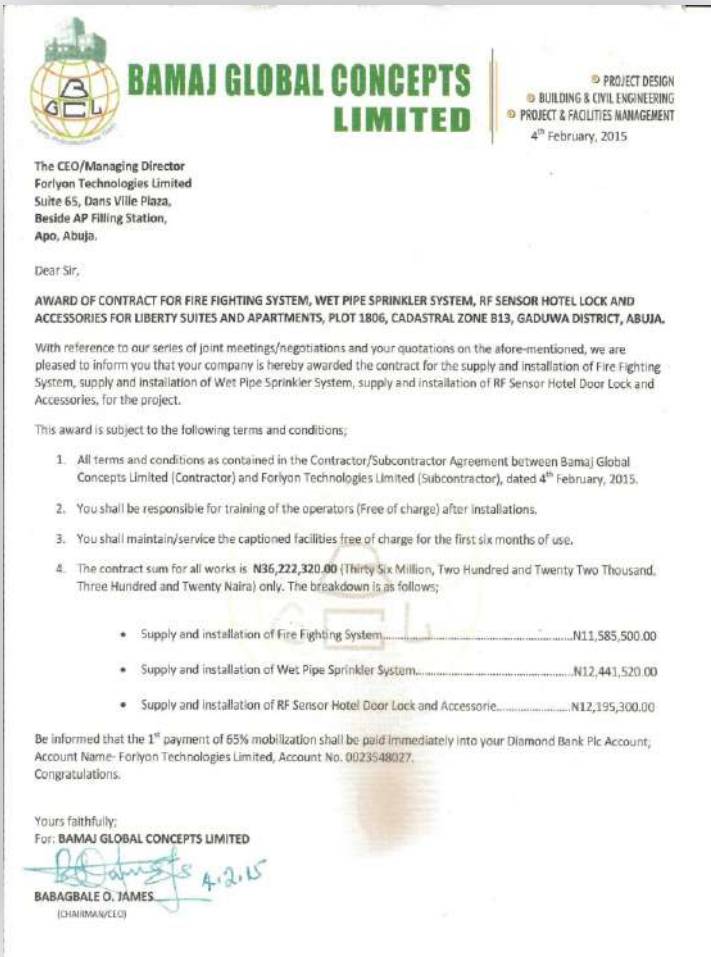 BAMAJ GLOBAL CONCEPTS
LIMITED
PROJECT DESIGN
BUILDING & CIVIL ENGINEERING
PROJECT & FACILITIES MANAGEMENT
4th February, 2015
B
GCL
The CEO/Managing Director
Forlyon Technologies Limited
Suite 65, Dans Ville Plaza,
Beside AP Filling Station,
Apo, Abuja.
Dear Sir,
AWARD OF CONTRACT FOR FIRE FIGHTING SYSTEM, WET PIPE SPRINKLER SYSTEM, RF SENSOR HOTEL LOCK AND
ACCESSORIES FOR LIBERTY SUITES AND APARTMENTS, PLOT 1806, CADASTRAL ZONE B13, GADUWA DISTRICT, ABUJA.
With reference to our series of joint meetings/negotiations and your quotations on the afore-mentioned, we are
pleased to inform you that your company is hereby awarded the contract for the supply and installation of Fire Fighting
System, supply and installation of Wet Pipe Sprinkler System, supply and installation of RF Sensor Hotel Door Lock and
Accessories, for the project.
This award is subject to the following terms and conditions;
1. All terms and conditions as contained in the Contractor/Subcontractor Agreement between Bamaj Global
Concepts Limited (Contractor) and Forlyon Technologies Limited (Subcontractor), dated 4th February, 2015.
2. You shall be responsible for training of the operators (Free of charge) after installations.
3. You shall maintain/service the captioned facilities free of charge for the first six months of use.
4. The contract sum for all works is N36,222,320.00 (Thirty Six Million, Two Hundred and Twenty Two Thousand,
Three Hundred and Twenty Naira) only. The breakdown is as follows;
• Supply and installation of Fire Fighting System..........N11,585,500.00
• Supply and installation of Wet Pipe Sprinkler System..........N12,441,520.00
• Supply and installation of RF Sensor Hotel Door Lock and Accessorie..........N12,195,300.00
Be informed that the 1st payment of 65% mobilization shall be paid immediately into your Diamond Bank Plc Account;
Account Name- Forlyon Technologies Limited, Account No. 0023548027.
Congratulations.
Yours faithfully;
For: BAMAJ GLOBAL CONCEPTS LIMITED
4.2.15
BABAGBALE O. JAMES
(CHAIRMAN/CEO)